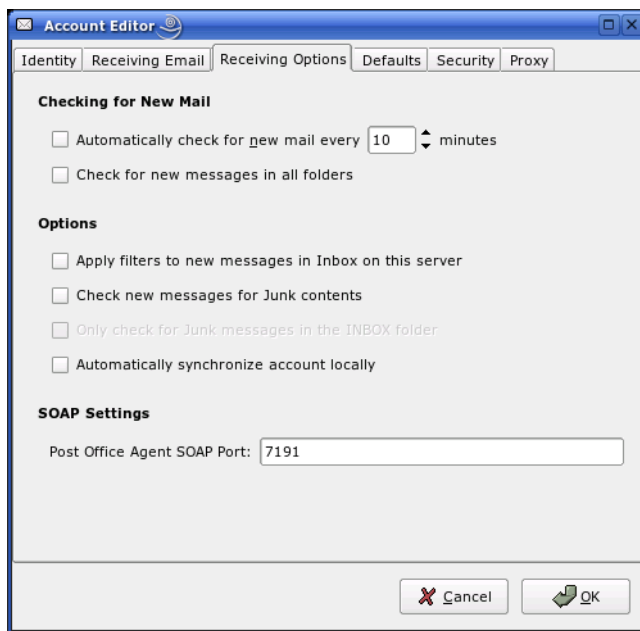 Account Editor
Identity Receiving Email Receiving Options Defaults Security Proxy
Checking for New Mail
Automatically check for new mail every 10 minutes
Check for new messages in all folders
Options
Apply filters to new messages in Inbox on this server
Check new messages for Junk contents
Only check for Junk messages in the INBOX folder
Automatically synchronize account locally
SOAP Settings
Post Office Agent SOAP Port: 7191
Cancel OK